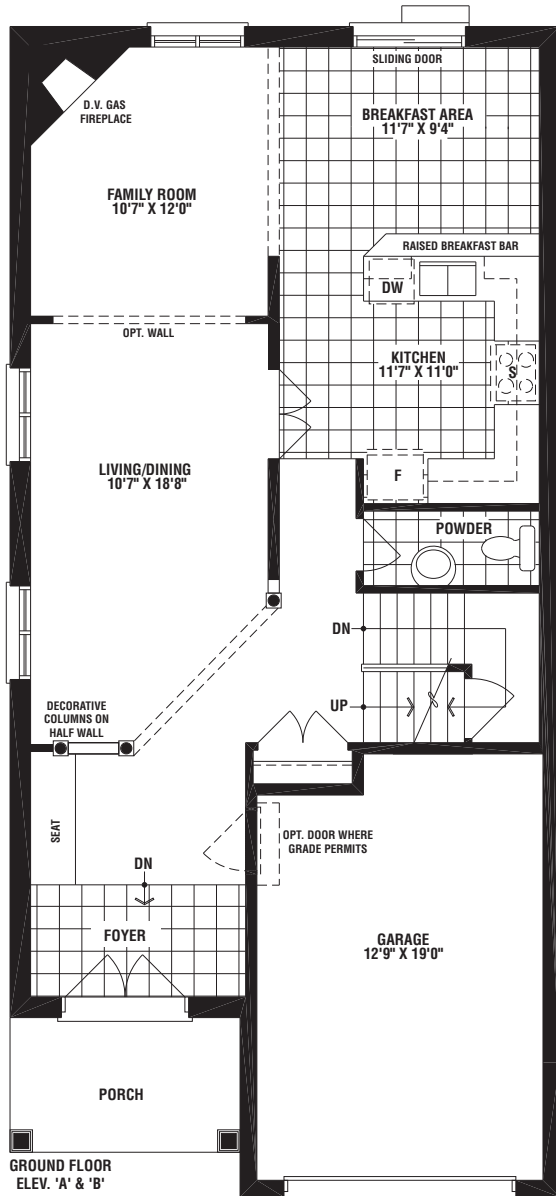 SLIDING DOOR
D.V. GAS
FIREPLACE
BREAKFAST AREA
11'7" X 9'4"
FAMILY ROOM
10'7" X 12'0"
RAISED BREAKFAST BAR
DW
OPT. WALL
KITCHEN
11'7" X 11'0"
S
LIVING/DINING
10'7" X 18'8"
F
POWDER
DN
UP
DECORATIVE
COLUMNS ON
HALF WALL
SEAT
OPT. DOOR WHERE
GRADE PERMITS
DN
FOYER
GARAGE
12'9" X 19'0"
PORCH
GROUND FLOOR
ELEV. 'A' & 'B'